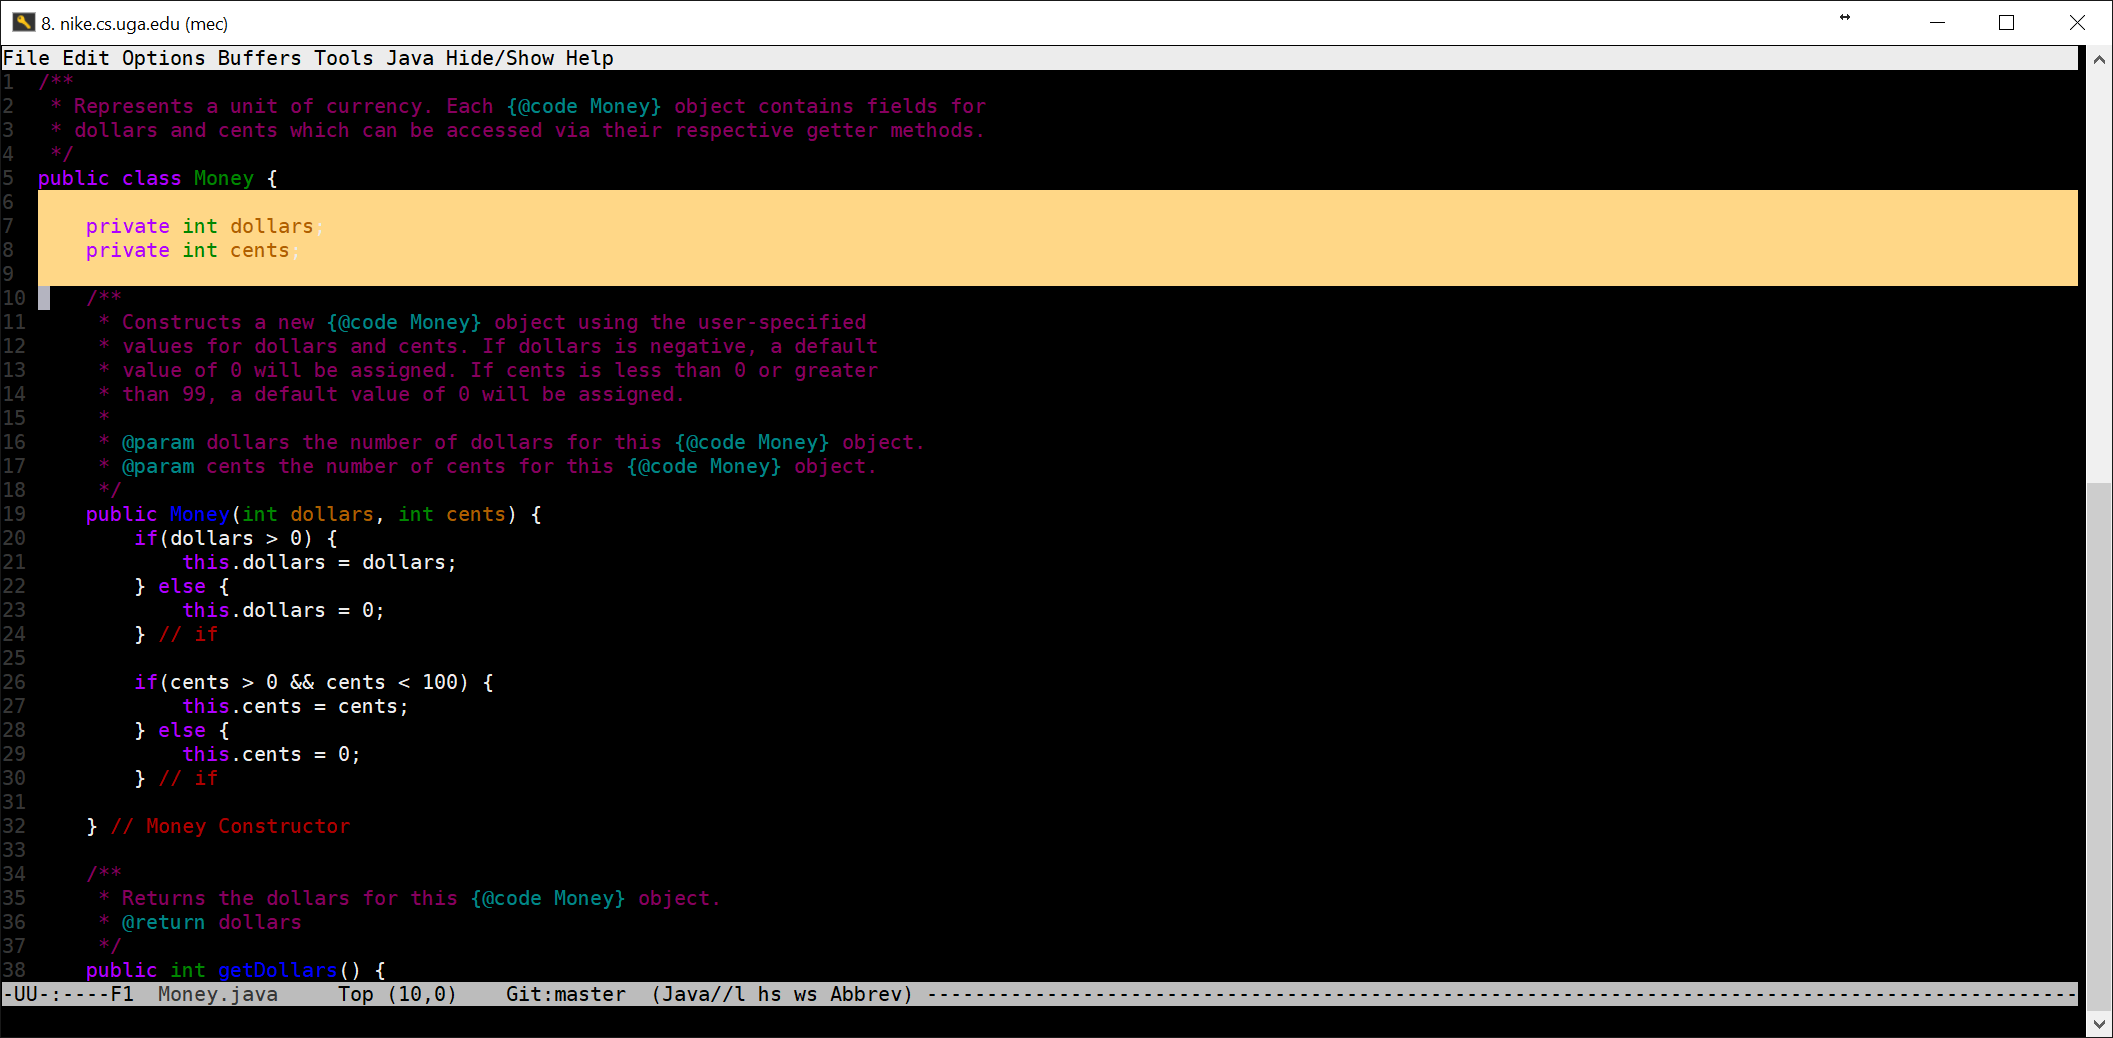 8. nike.cs.uga.edu (mec)
File Edit Options Buffers Tools Java Hide/Show Help
1 /**
2  * Represents a unit of currency. Each {@code Money} object contains fields for
3  * dollars and cents which can be accessed via their respective getter methods.
4  */
5 public class Money {
6
7     private int dollars;
8     private int cents;
9
10     /**
11      * Constructs a new {@code Money} object using the user-specified
12      * values for dollars and cents. If dollars is negative, a default
13      * value of 0 will be assigned. If cents is less than 0 or greater
14      * than 99, a default value of 0 will be assigned.
15      *
16      * @param dollars the number of dollars for this {@code Money} object.
17      * @param cents the number of cents for this {@code Money} object.
18      */
19     public Money(int dollars, int cents) {
20         if(dollars > 0) {
21             this.dollars = dollars;
22         } else {
23             this.dollars = 0;
24         } // if
25
26         if(cents > 0 && cents < 100) {
27             this.cents = cents;
28         } else {
29             this.cents = 0;
30         } // if
31
32     } // Money Constructor
33
34     /**
35      * Returns the dollars for this {@code Money} object.
36      * @return dollars
37      */
38     public int getDollars() {
-UU-:----F1  Money.java     Top (10,0)    Git:master  (Java//l hs ws Abbrev) ------------------------------------------------------------------------------------------------